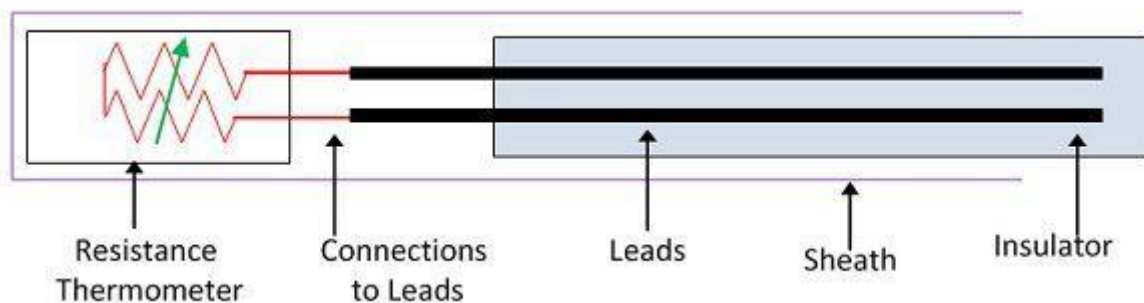 Resistance
Thermometer
Connections
to Leads
Leads
Sheath
Insulator